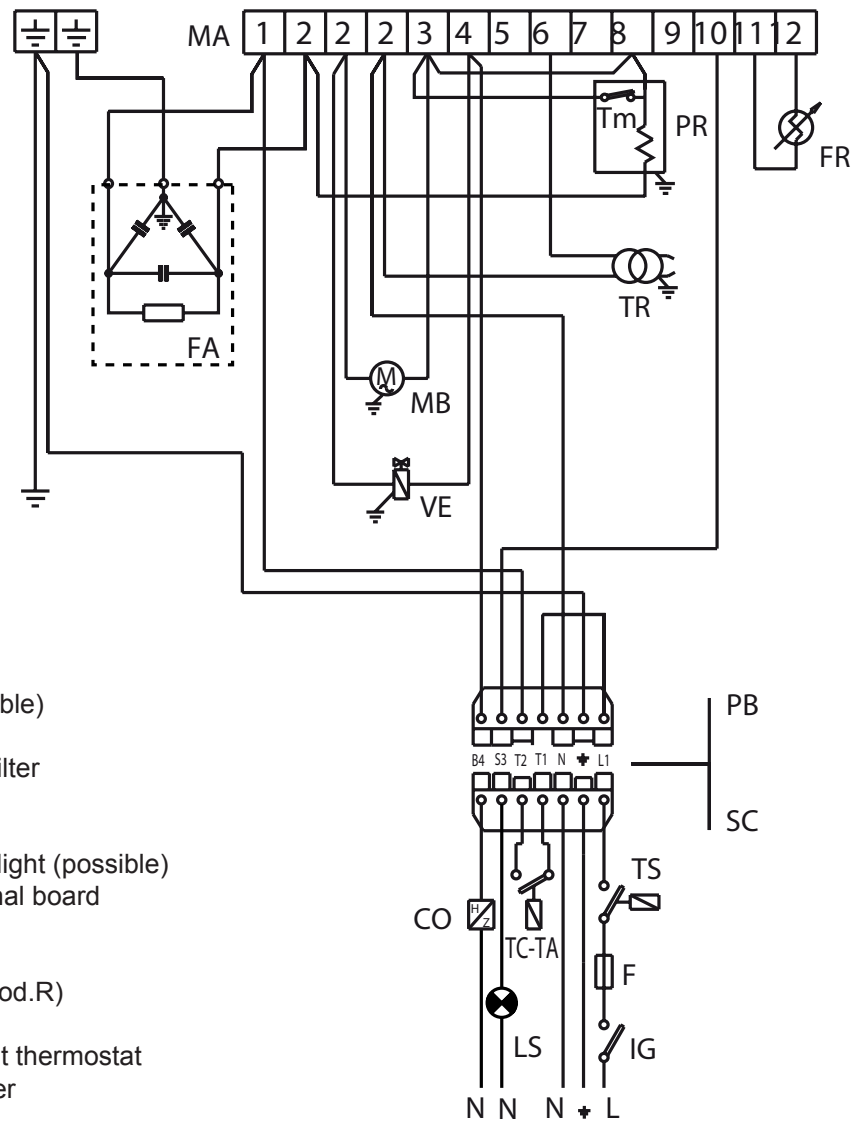 MA 1 2 2 2 3 4 5 6 7 8 9 10 11 12
Tm
PR
FR
TR
FA
M
MB
VE
PB
B4 S3 T2 T1 N L1
SC
TS
CO
H
Z
TC-TA
F
LS
IG
N N N L
ble)
ilter
light (possible)
nal board
od.R)
t thermostat
er